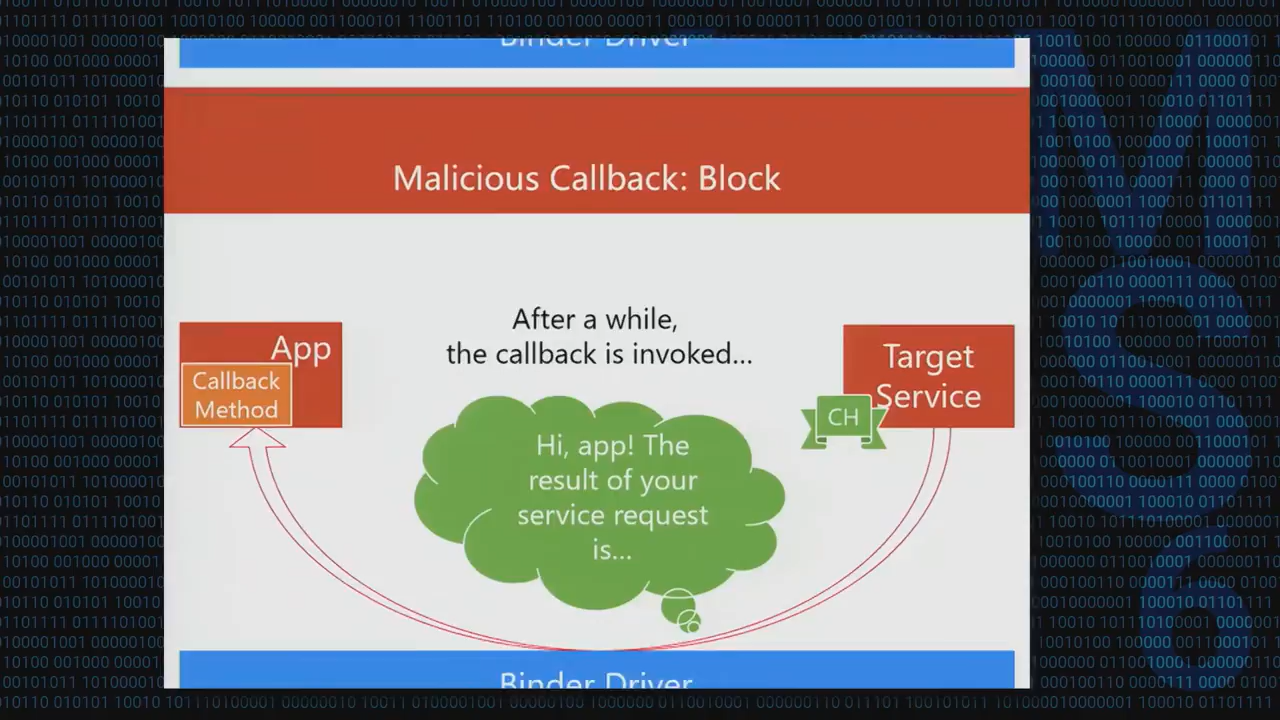 Binder Driver
Malicious Callback: Block
After a while,
the callback is invoked...
App
Callback
Method
Target
Service
CH
Hi, app! The
result of your
service request
is...
Binder Driver